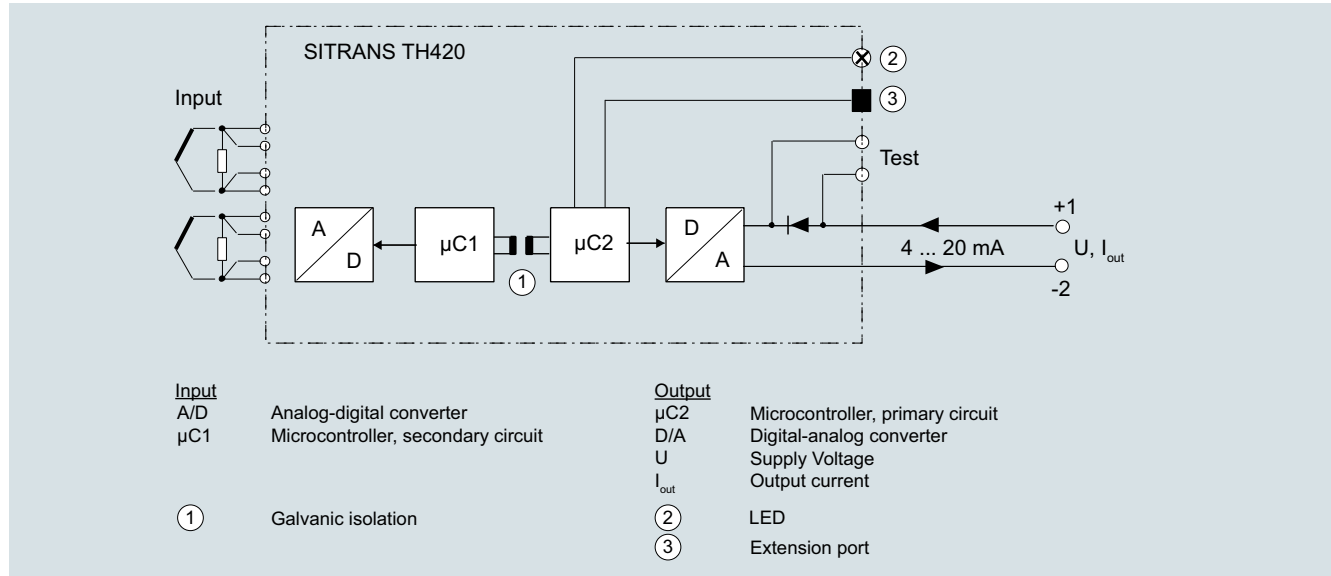 SITRANS TH420
2
3
Input
Test
+1
A
D
µC1
µC2
D
A
4 ... 20 mA
U, Iout
1
-2
Input
A/D Analog-digital converter
µC1 Microcontroller, secondary circuit
1 Galvanic isolation
Output
µC2 Microcontroller, primary circuit
D/A Digital-analog converter
U Supply Voltage
Iout Output current
2 LED
3 Extension port